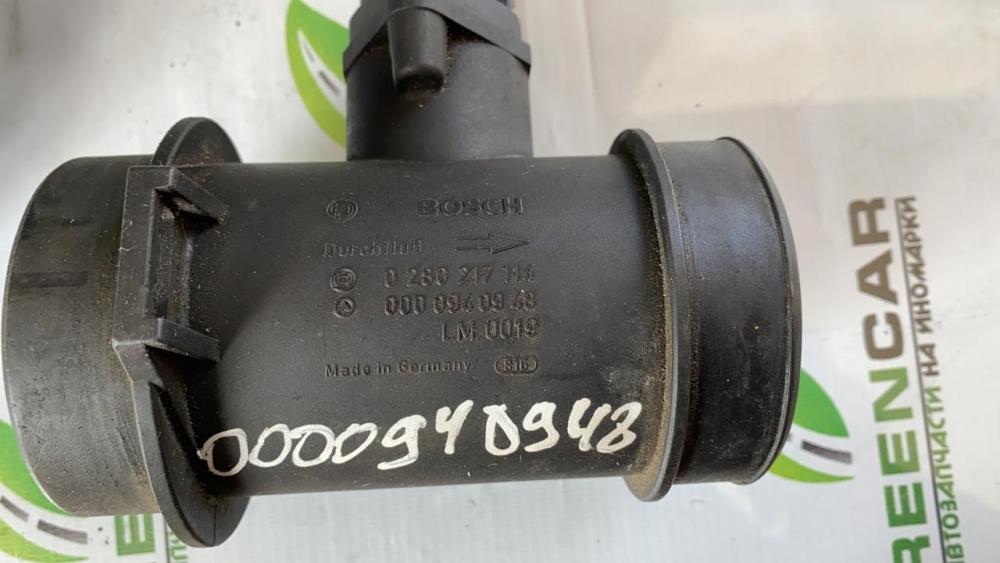 BOSCH
Durchfluß
0 280 217 114
000 094 09 48
LM 0019
Made in Germany
0000940948
GREENCAR
АВТОЗАПЧАСТИ НА ИНОМАРКИ